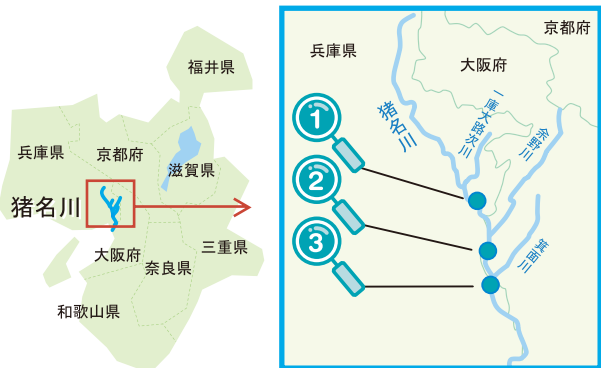 福井県
兵庫県
京都府
滋賀県
猪名川
大阪府
奈良県
三重県
和歌山県
京都府
兵庫県
大阪府
猪名川
一庫大路次川
余野川
箕面川
1
2
3